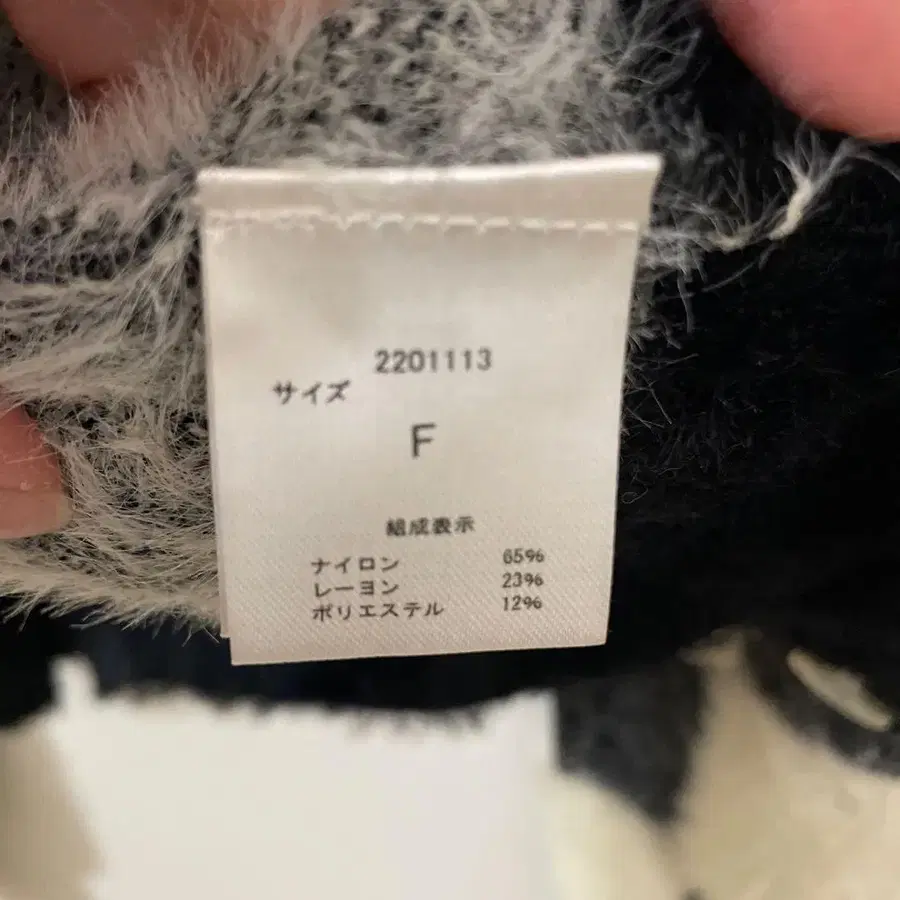 2201113
サイズ
F
組成表示
ナイロン 65%
レーヨン 23%
ポリエステル 12%